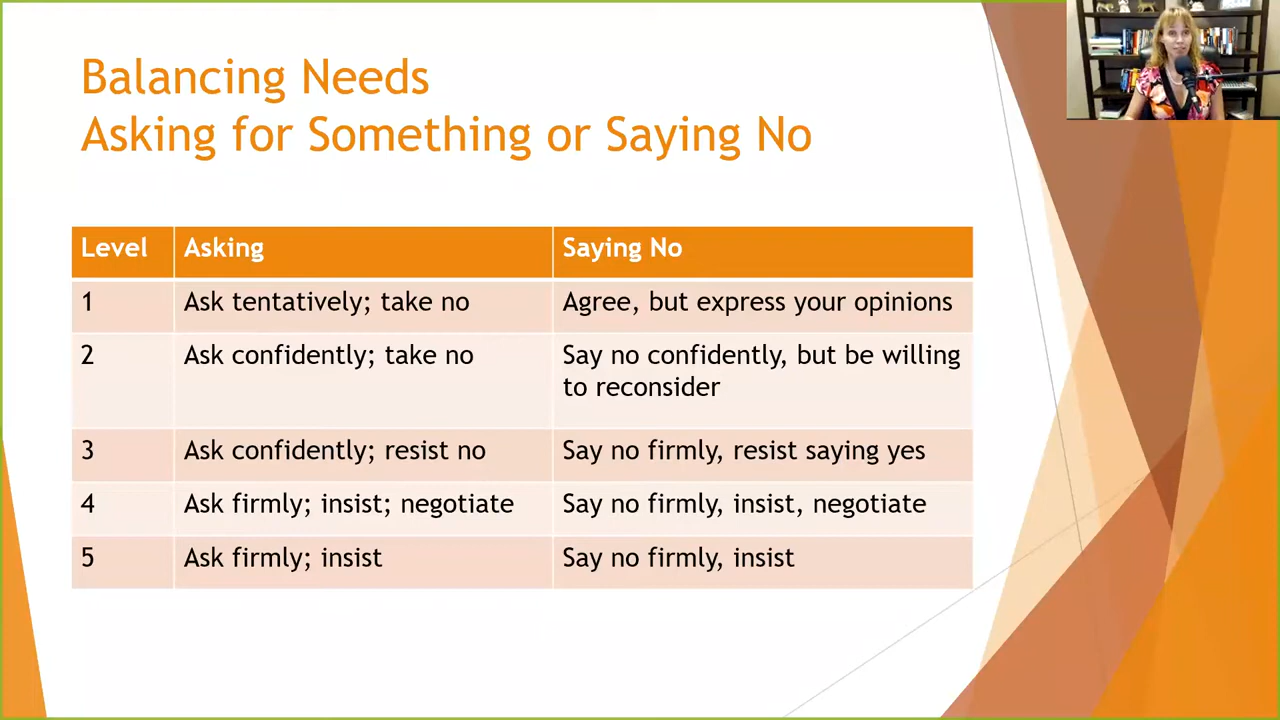 Balancing Needs
Asking for Something or Saying No
Level Asking Saying No
1 Ask tentatively; take no Agree, but express your opinions
2 Ask confidently; take no Say no confidently, but be willing
to reconsider
3 Ask confidently; resist no Say no firmly, resist saying yes
4 Ask firmly; insist; negotiate Say no firmly, insist, negotiate
5 Ask firmly; insist Say no firmly, insist